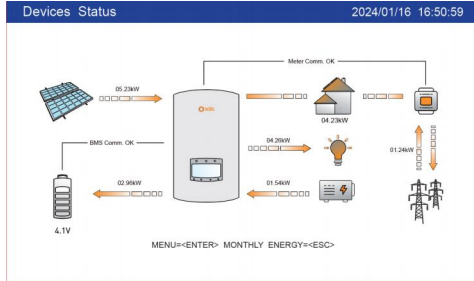 Devices Status 2024/01/16 16:50:59
Meter Comm. OK
05.23kW
solis
04.23kW
BMS Comm. OK
04.26kW
01.24kW
02.96kW
01.54kW
4.1V
MENU=<ENTER> MONTHLY ENERGY=<ESC>